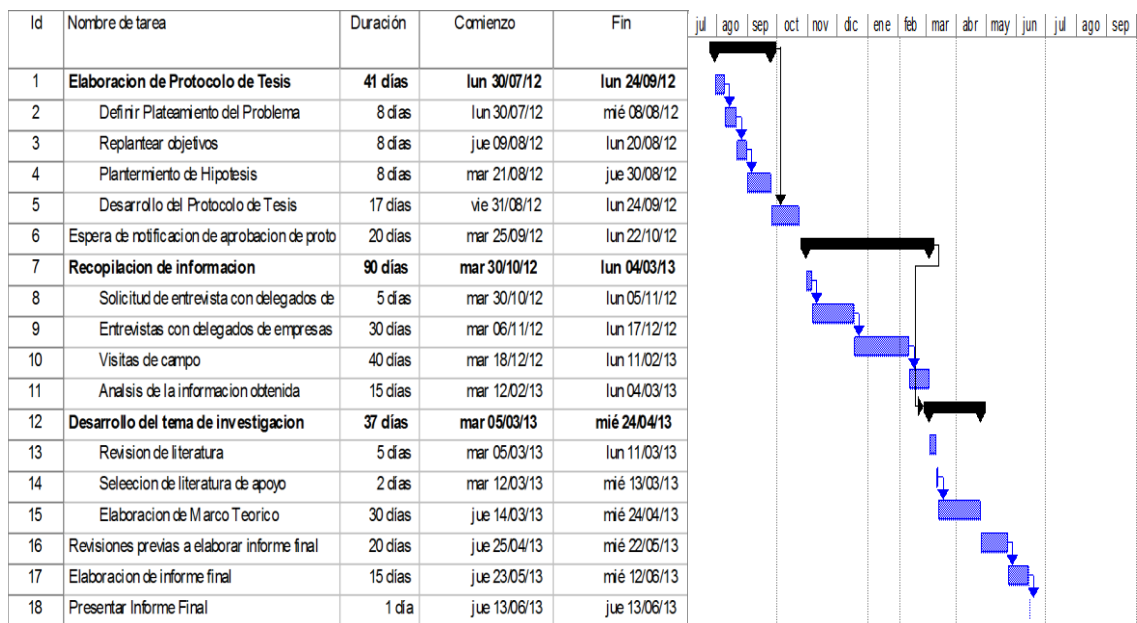 Id Nombre de tarea Duración Comienzo Fin jul ago sep oct nov dic ene feb mar abr may jun jul ago sep
1 Elaboracion de Protocolo de Tesis 41 días lun 30/07/12 lun 24/09/12
2 Definir Plateamiento del Problema 8 días lun 30/07/12 mié 08/08/12
3 Replantear objetivos 8 días jue 09/08/12 lun 20/08/12
4 Plantermiento de Hipotesis 8 días mar 21/08/12 jue 30/08/12
5 Desarrollo del Protocolo de Tesis 17 días vie 31/08/12 lun 24/09/12
6 Espera de notificacion de aprobacion de proto 20 días mar 25/09/12 lun 22/10/12
7 Recopilacion de informacion 90 días mar 30/10/12 lun 04/03/13
8 Solicitud de entrevista con delegados de 5 días mar 30/10/12 lun 05/11/12
9 Entrevistas con delegados de empresas 30 días mar 06/11/12 lun 17/12/12
10 Visitas de campo 40 días mar 18/12/12 lun 11/02/13
11 Analsis de la informacion obtenida 15 días mar 12/02/13 lun 04/03/13
12 Desarrollo del tema de investigacion 37 días mar 05/03/13 mié 24/04/13
13 Revision de literatura 5 días mar 05/03/13 lun 11/03/13
14 Seleecion de literatura de apoyo 2 días mar 12/03/13 mié 13/03/13
15 Elaboracion de Marco Teorico 30 días jue 14/03/13 mié 24/04/13
16 Revisiones previas a elaborar informe final 20 días jue 25/04/13 mié 22/05/13
17 Elaboracion de informe final 15 días jue 23/05/13 mié 12/06/13
18 Presentar Informe Final 1 día jue 13/06/13 jue 13/06/13